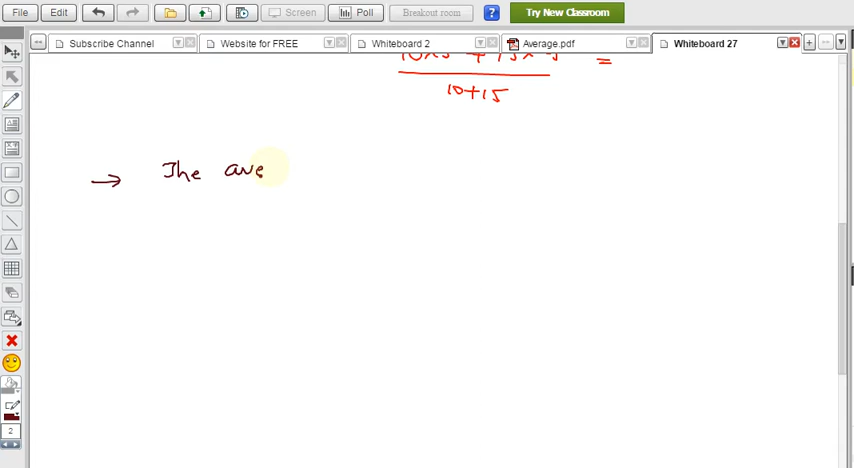 File Edit Screen Poll Breakout room ? Try New Classroom
Subscribe Channel Website for FREE Whiteboard 2 Average.pdf Whiteboard 27
=
10+15
→ The ave
2